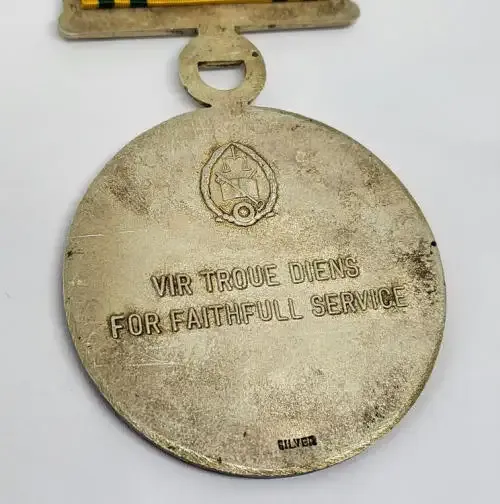 VIR TROUE DIENS
FOR FAITHFULL SERVICE
SILVER